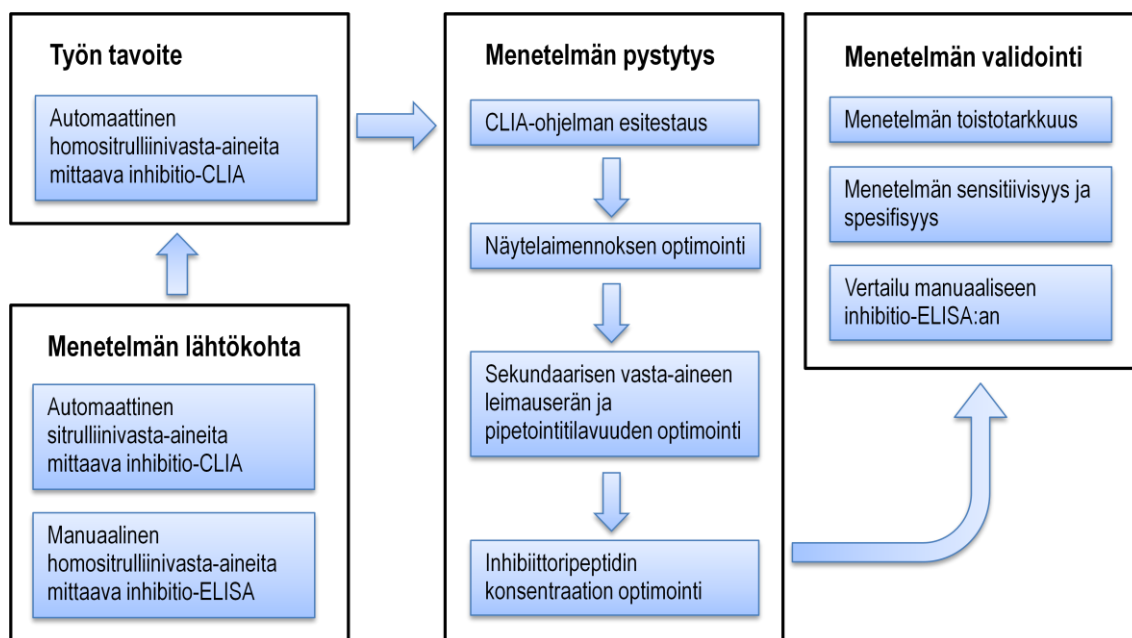 Työn tavoite
Automaattinen
homositrulliinivasta-aineita
mittaava inhibitio-CLIA
Menetelmän lähtökohta
Automaattinen
sitrulliinivasta-aineita
mittaava inhibitio-CLIA
Manuaalinen
homositrulliinivasta-aineita
mittaava inhibitio-ELISA
Menetelmän pystytys
CLIA-ohjelman esitestaus
Näytelaimennoksen optimointi
Sekundaarisen vasta-aineen
leimauserän ja
pipetointitilavuuden optimointi
Inhibiittoripeptidin
konsentraation optimointi
Menetelmän validointi
Menetelmän toistotarkkuus
Menetelmän sensitiivisyys ja
spesifisyys
Vertailu manuaaliseen
inhibitio-ELISA:an